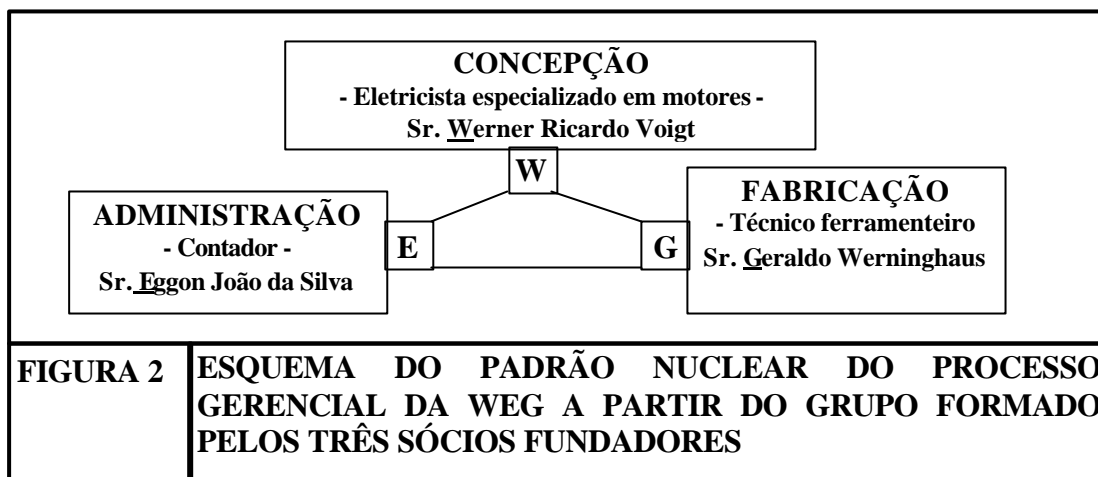 CONCEPÇÃO
- Eletricista especializado em motores -
Sr. Werner Ricardo Voigt
W
ADMINISTRAÇÃO
- Contador -
Sr. Eggon João da Silva
E
G
FABRICAÇÃO
- Técnico ferramenteiro
Sr. Geraldo Werninghaus
FIGURA 2
ESQUEMA DO PADRÃO NUCLEAR DO PROCESSO
GERENCIAL DA WEG A PARTIR DO GRUPO FORMADO
PELOS TRÊS SÓCIOS FUNDADORES